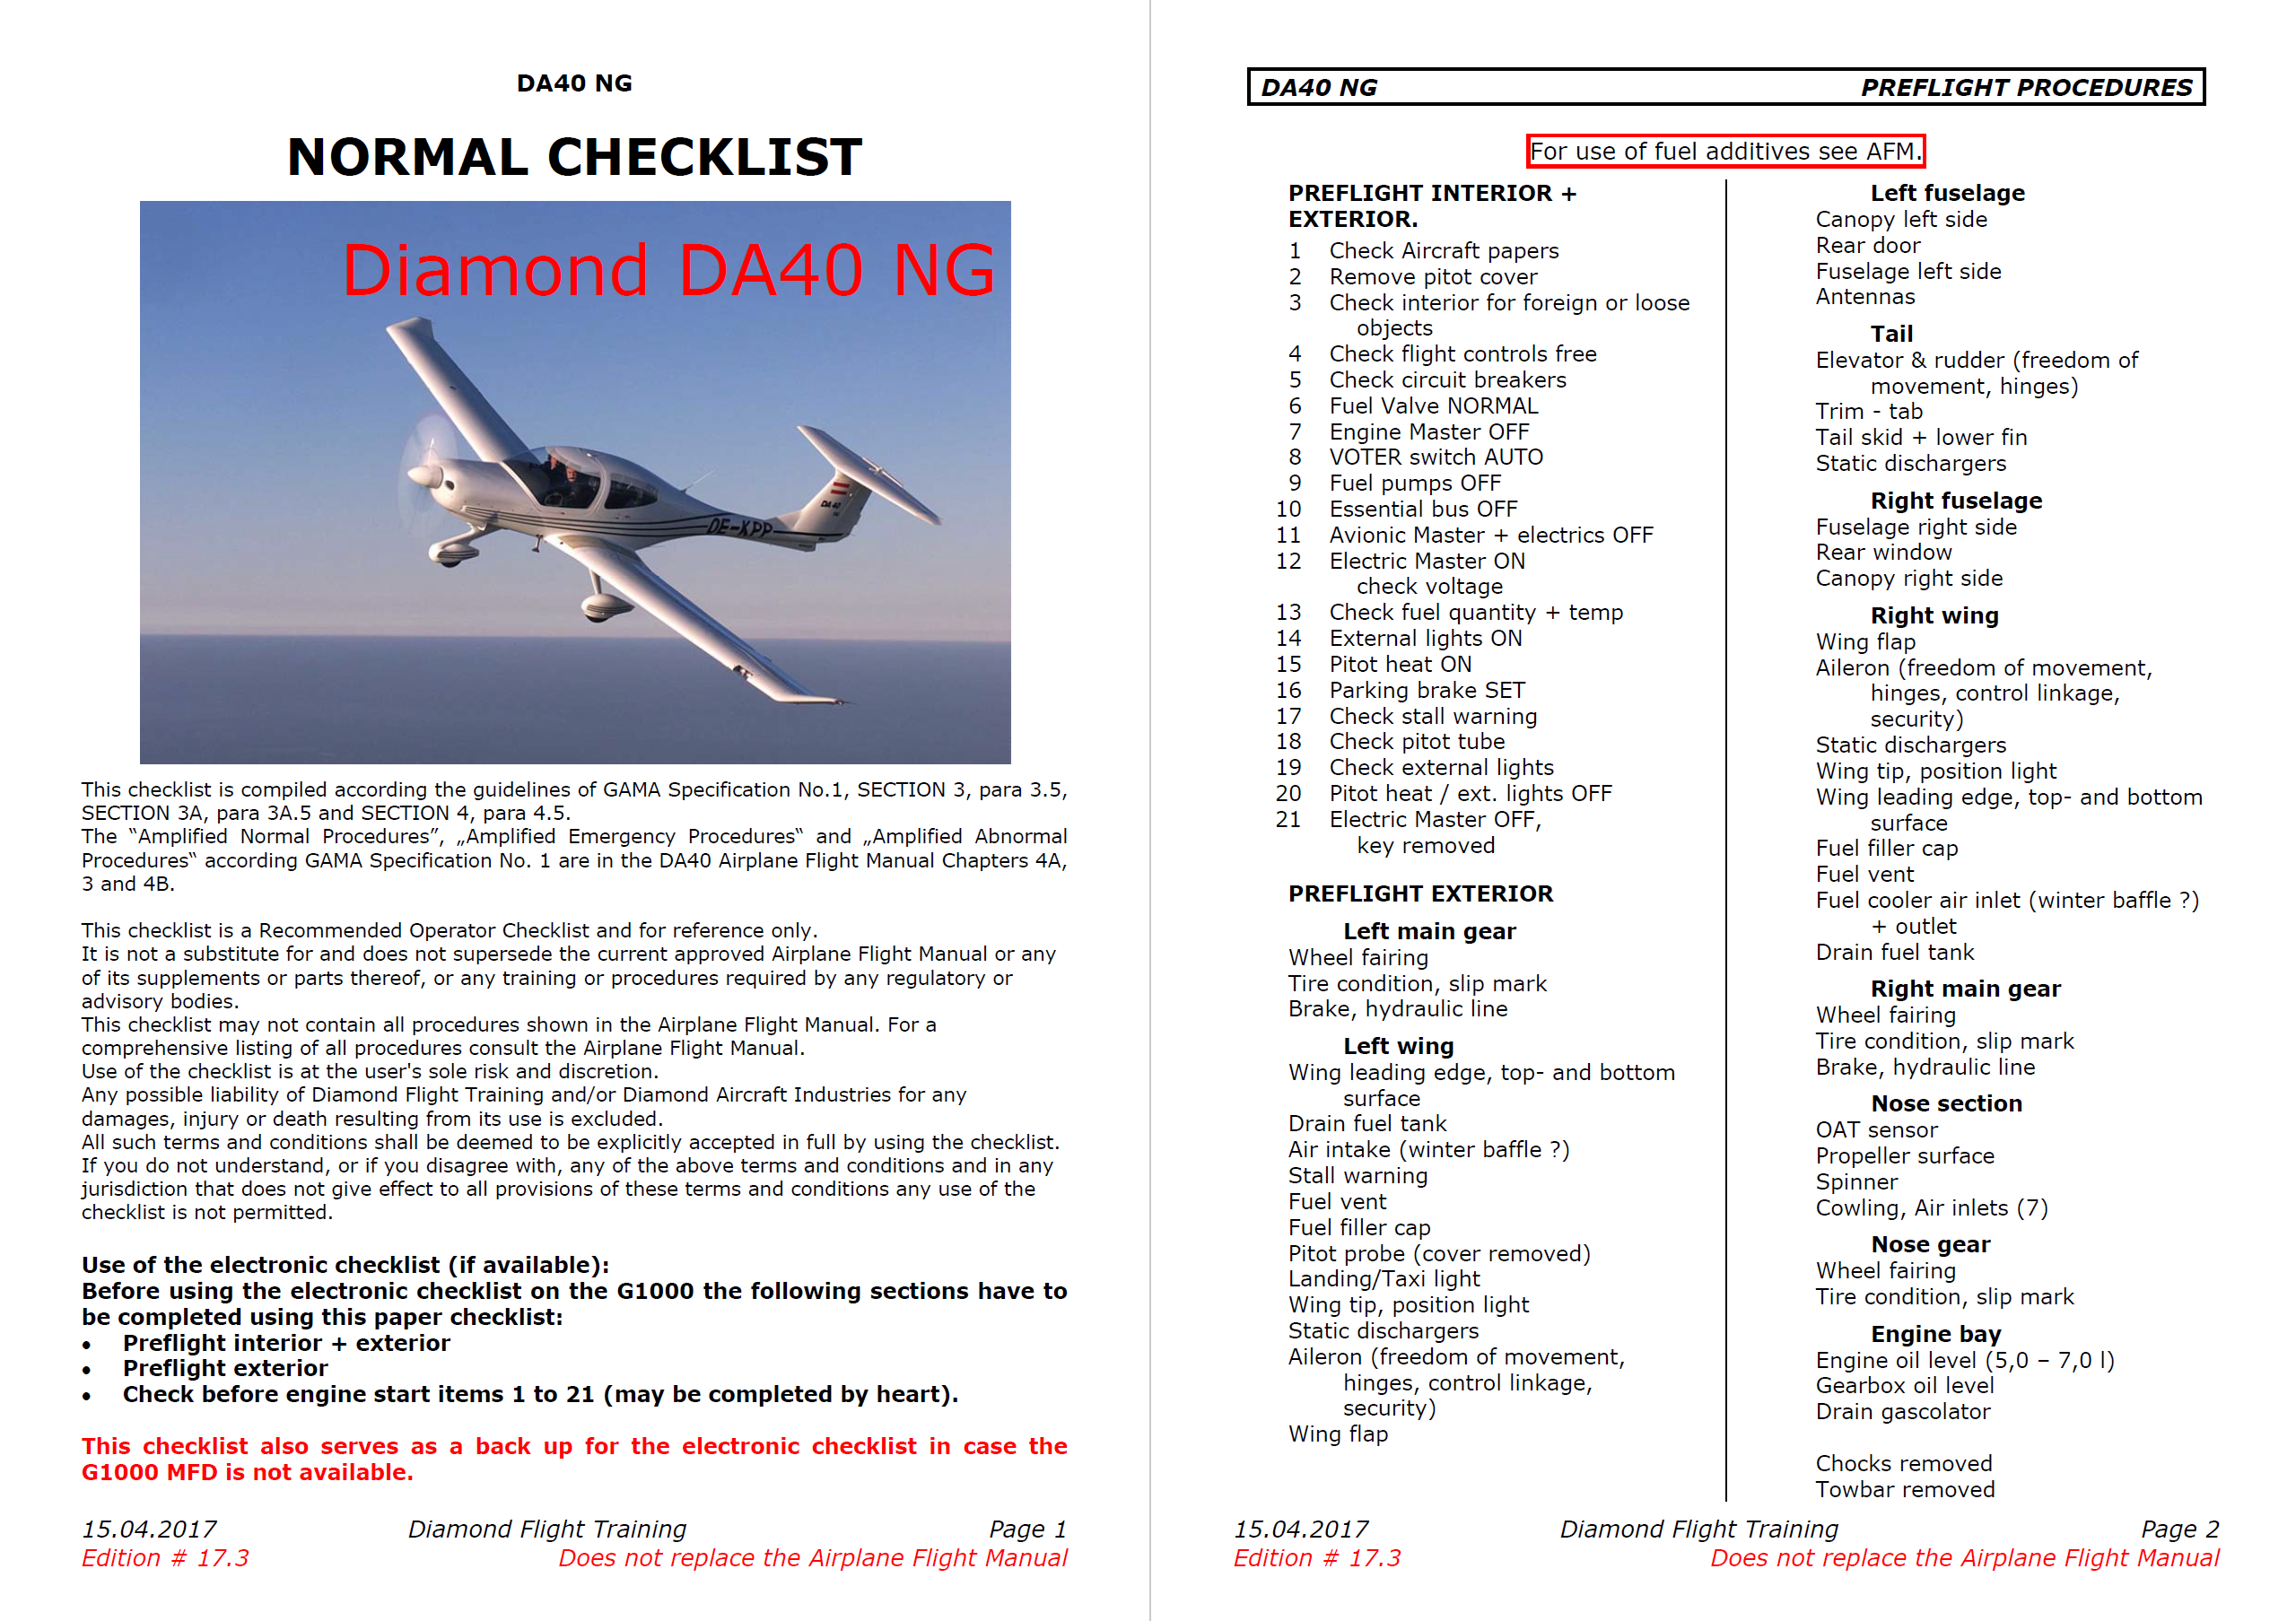 DA40 NG
NORMAL CHECKLIST
Diamond DA40 NG
DE-XPP
DA 40
This checklist is compiled according the guidelines of GAMA Specification No.1, SECTION 3, para 3.5,
SECTION 3A, para 3A.5 and SECTION 4, para 4.5.
The “Amplified Normal Procedures”, „Amplified Emergency Procedures“ and „Amplified Abnormal
Procedures“ according GAMA Specification No. 1 are in the DA40 Airplane Flight Manual Chapters 4A,
3 and 4B.
This checklist is a Recommended Operator Checklist and for reference only.
It is not a substitute for and does not supersede the current approved Airplane Flight Manual or any
of its supplements or parts thereof, or any training or procedures required by any regulatory or
advisory bodies.
This checklist may not contain all procedures shown in the Airplane Flight Manual. For a
comprehensive listing of all procedures consult the Airplane Flight Manual.
Use of the checklist is at the user's sole risk and discretion.
Any possible liability of Diamond Flight Training and/or Diamond Aircraft Industries for any
damages, injury or death resulting from its use is excluded.
All such terms and conditions shall be deemed to be explicitly accepted in full by using the checklist.
If you do not understand, or if you disagree with, any of the above terms and conditions and in any
jurisdiction that does not give effect to all provisions of these terms and conditions any use of the
checklist is not permitted.
Use of the electronic checklist (if available):
Before using the electronic checklist on the G1000 the following sections have to
be completed using this paper checklist:
• Preflight interior + exterior
• Preflight exterior
• Check before engine start items 1 to 21 (may be completed by heart).
This checklist also serves as a back up for the electronic checklist in case the
G1000 MFD is not available.
15.04.2017 Diamond Flight Training Page 1
Edition # 17.3 Does not replace the Airplane Flight Manual
DA40 NG PREFLIGHT PROCEDURES
For use of fuel additives see AFM.
PREFLIGHT INTERIOR +
EXTERIOR.
1 Check Aircraft papers
2 Remove pitot cover
3 Check interior for foreign or loose
objects
4 Check flight controls free
5 Check circuit breakers
6 Fuel Valve NORMAL
7 Engine Master OFF
8 VOTER switch AUTO
9 Fuel pumps OFF
10 Essential bus OFF
11 Avionic Master + electrics OFF
12 Electric Master ON
check voltage
13 Check fuel quantity + temp
14 External lights ON
15 Pitot heat ON
16 Parking brake SET
17 Check stall warning
18 Check pitot tube
19 Check external lights
20 Pitot heat / ext. lights OFF
21 Electric Master OFF,
key removed
PREFLIGHT EXTERIOR
Left main gear
Wheel fairing
Tire condition, slip mark
Brake, hydraulic line
Left wing
Wing leading edge, top- and bottom
surface
Drain fuel tank
Air intake (winter baffle ?)
Stall warning
Fuel vent
Fuel filler cap
Pitot probe (cover removed)
Landing/Taxi light
Wing tip, position light
Static dischargers
Aileron (freedom of movement,
hinges, control linkage,
security)
Wing flap
Left fuselage
Canopy left side
Rear door
Fuselage left side
Antennas
Tail
Elevator & rudder (freedom of
movement, hinges)
Trim - tab
Tail skid + lower fin
Static dischargers
Right fuselage
Fuselage right side
Rear window
Canopy right side
Right wing
Wing flap
Aileron (freedom of movement,
hinges, control linkage,
security)
Static dischargers
Wing tip, position light
Wing leading edge, top- and bottom
surface
Fuel filler cap
Fuel vent
Fuel cooler air inlet (winter baffle ?)
+ outlet
Drain fuel tank
Right main gear
Wheel fairing
Tire condition, slip mark
Brake, hydraulic line
Nose section
OAT sensor
Propeller surface
Spinner
Cowling, Air inlets (7)
Nose gear
Wheel fairing
Tire condition, slip mark
Engine bay
Engine oil level (5,0 – 7,0 l)
Gearbox oil level
Drain gascolator
Chocks removed
Towbar removed
15.04.2017 Diamond Flight Training Page 2
Edition # 17.3 Does not replace the Airplane Flight Manual